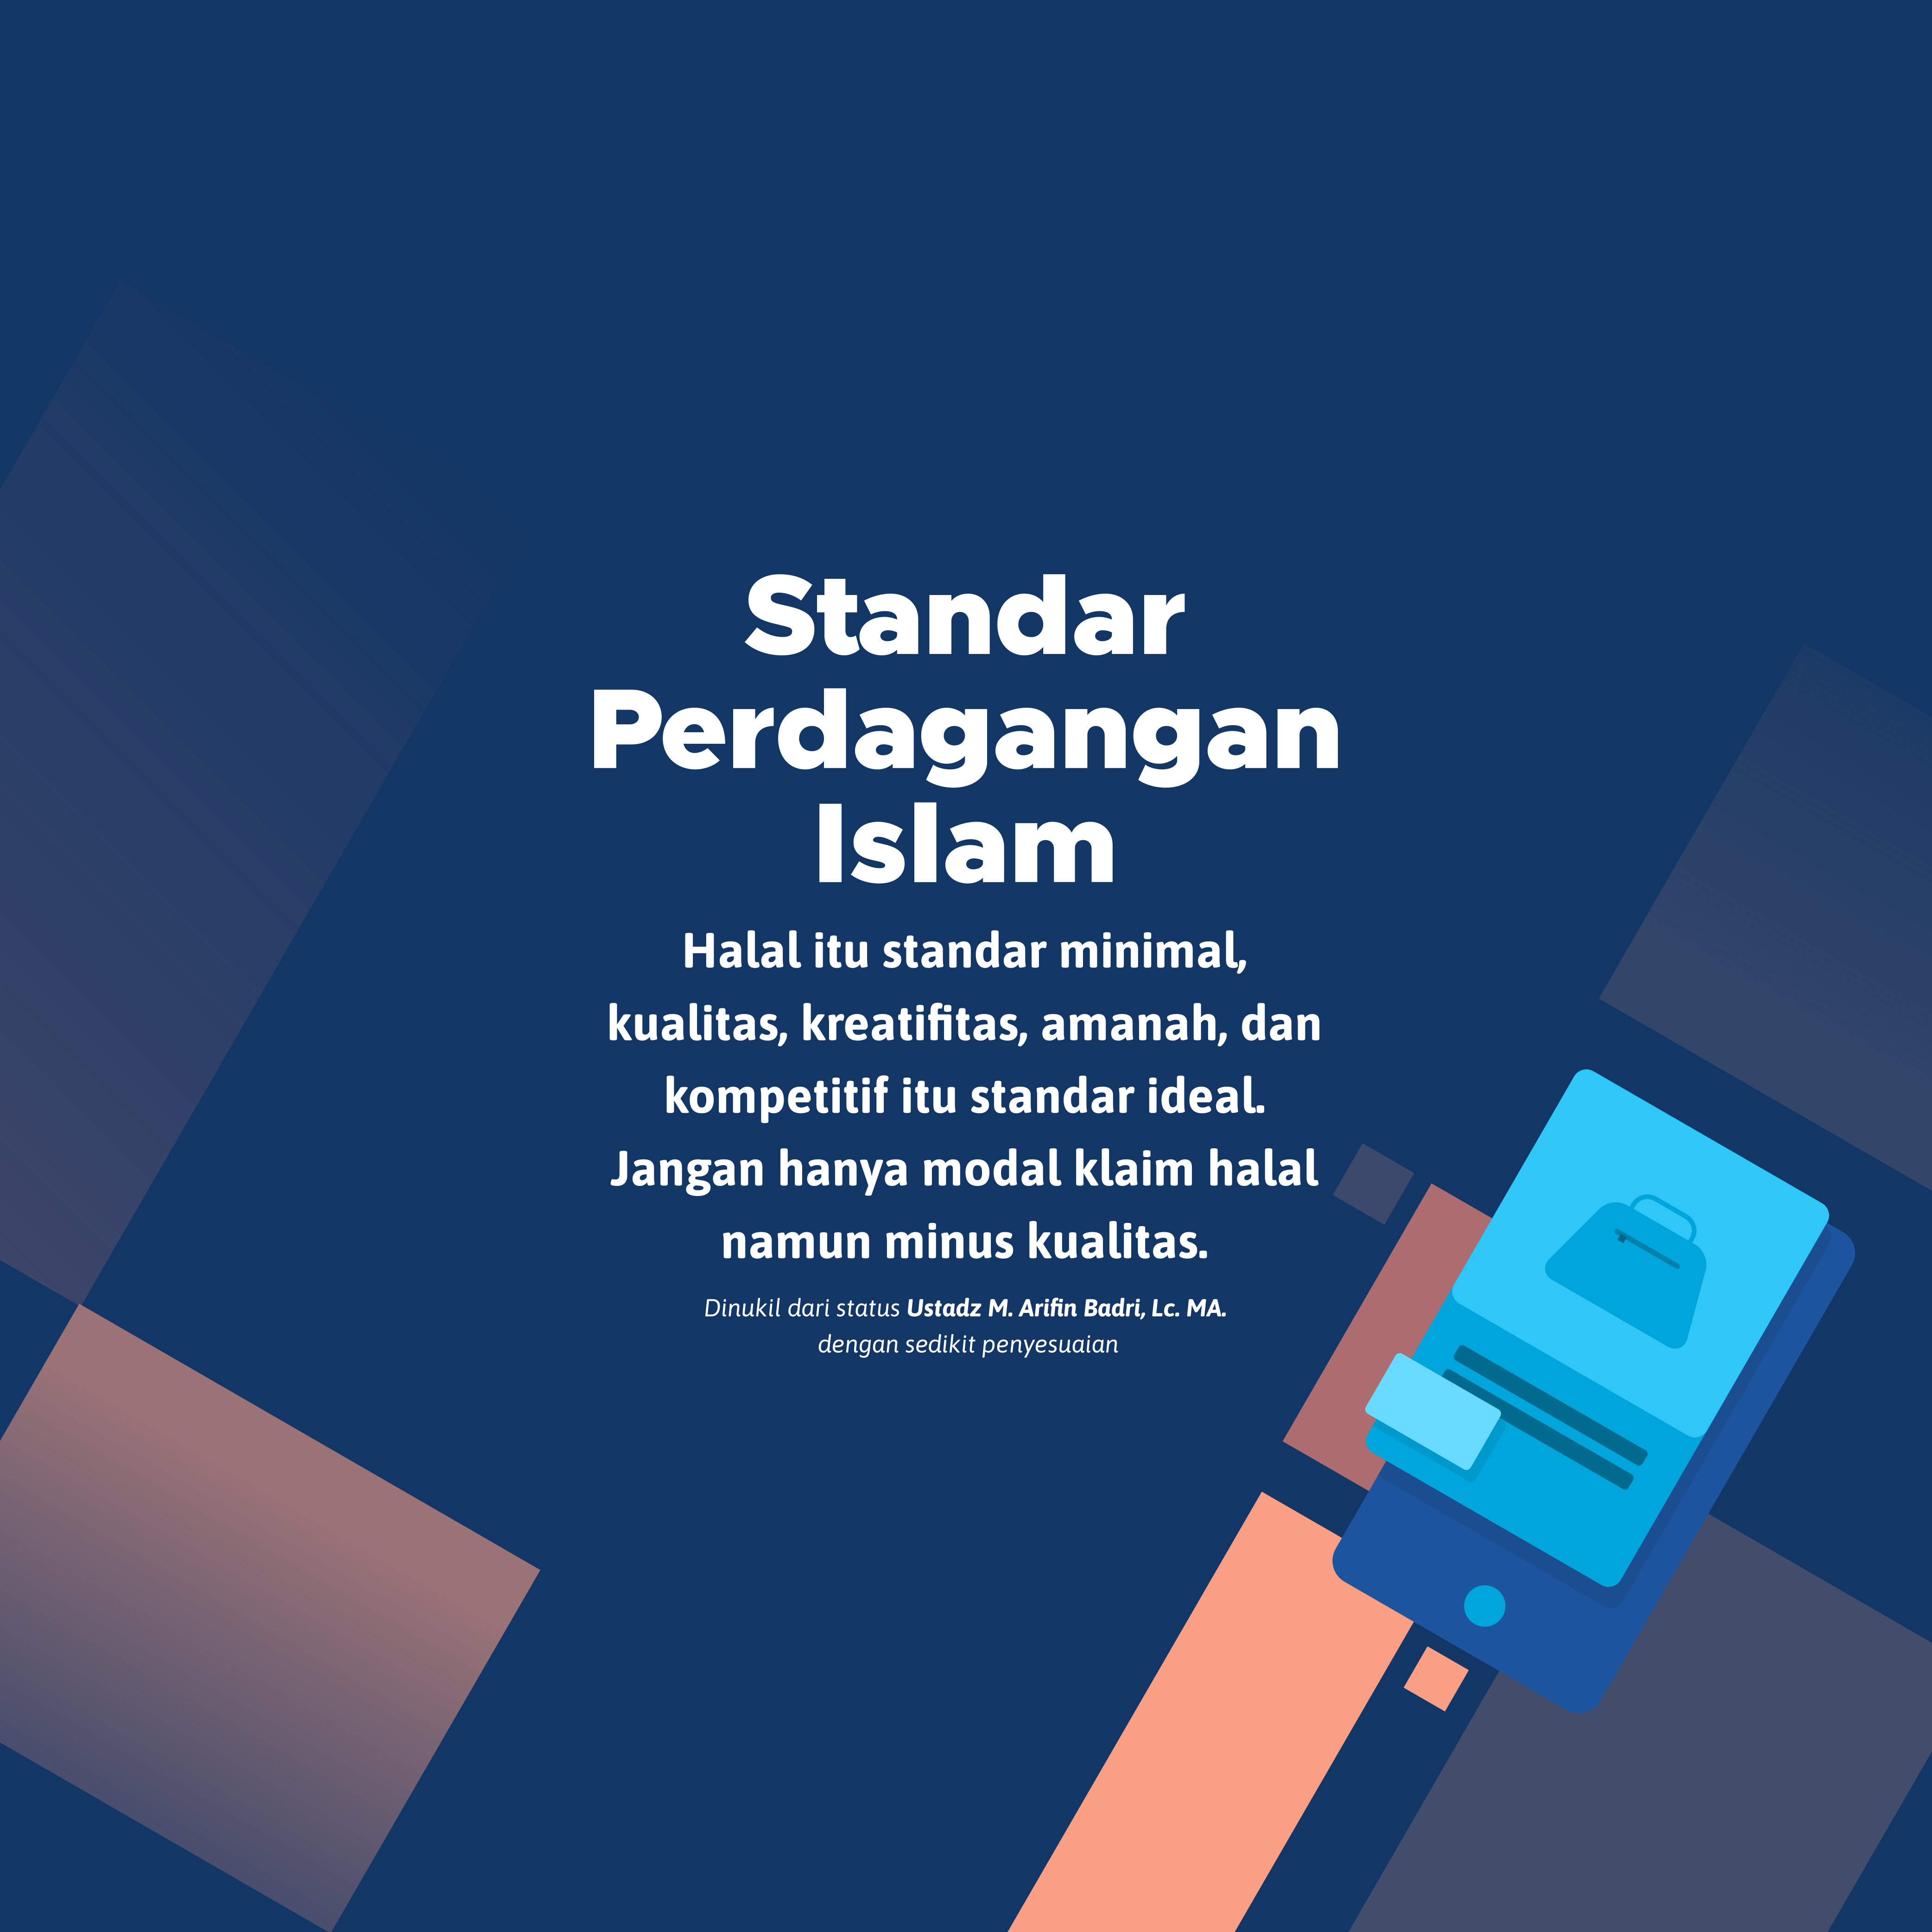 Standar
Perdagangan
Islam
Halal itu standar minimal,
kualitas, kreatifitas, amanah, dan
kompetitif itu standar ideal.
Jangan hanya modal klaim halal
namun minus kualitas.
Dinukil dari status Ustadz M. Arifin Badri, Lc. MA.
dengan sedikit penyesuaian